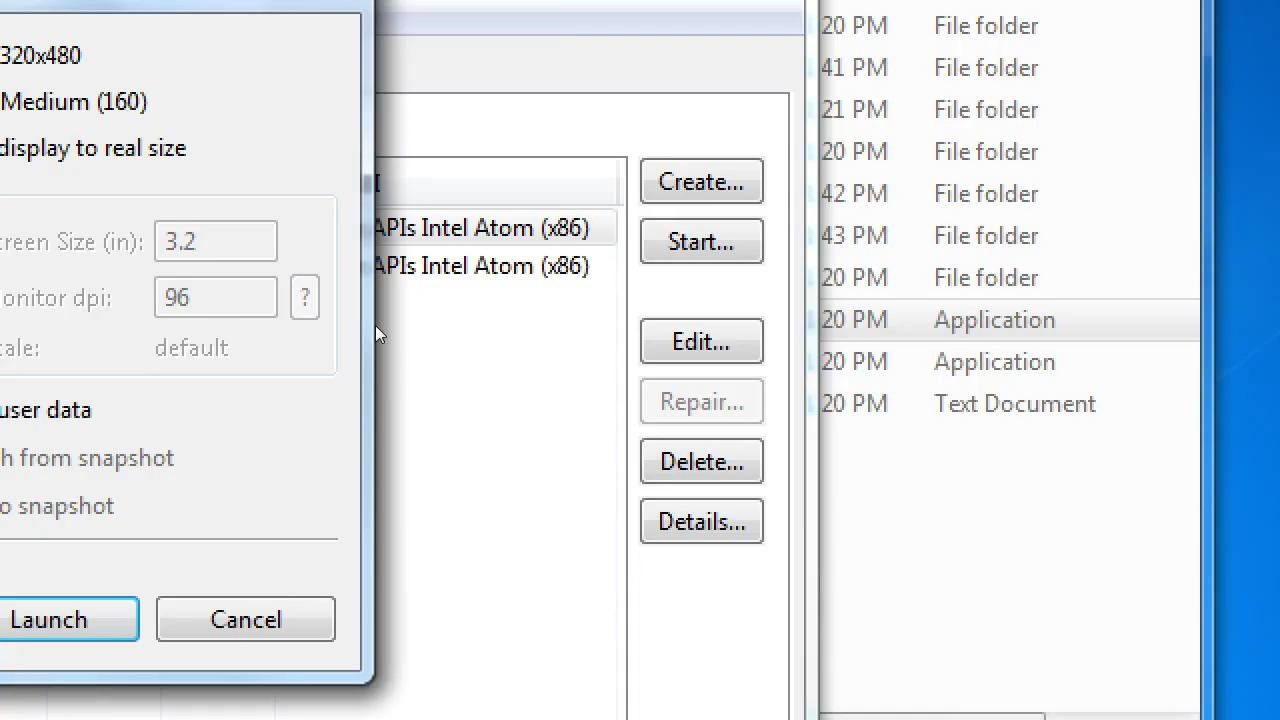 320x480
Medium (160)
display to real size
creen Size (in): 3.2
onitor dpi: 96 ?
cale: default
user data
h from snapshot
o snapshot
Launch Cancel
I
APIs Intel Atom (x86)
APIs Intel Atom (x86)
Create...
Start...
Edit...
Repair...
Delete...
Details...
20 PM File folder
41 PM File folder
21 PM File folder
20 PM File folder
42 PM File folder
43 PM File folder
20 PM File folder
20 PM Application
20 PM Application
20 PM Text Document